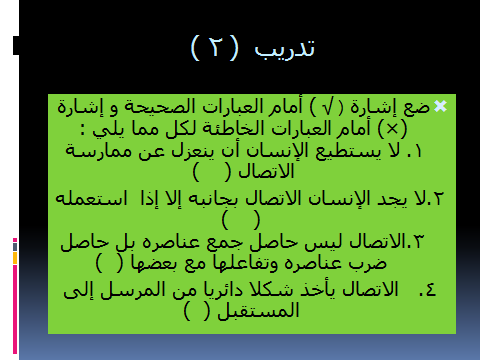 تدريب ( ٢ )
ضع إشارة ( √ ) أمام العبارات الصحيحة و إشارة
(×) أمام العبارات الخاطئة لكل مما يلي :
١. لا يستطيع الإنسان أن ينعزل عن ممارسة
الاتصال ( )
٢.لا يجد الإنسان الاتصال بجانبه إلا إذا استعمله
( )
٣.الاتصال ليس حاصل جمع عناصره بل حاصل
ضرب عناصره وتفاعلها مع بعضها ( )
٤. الاتصال يأخذ شكلا دائريا من المرسل إلى
المستقبل ( )